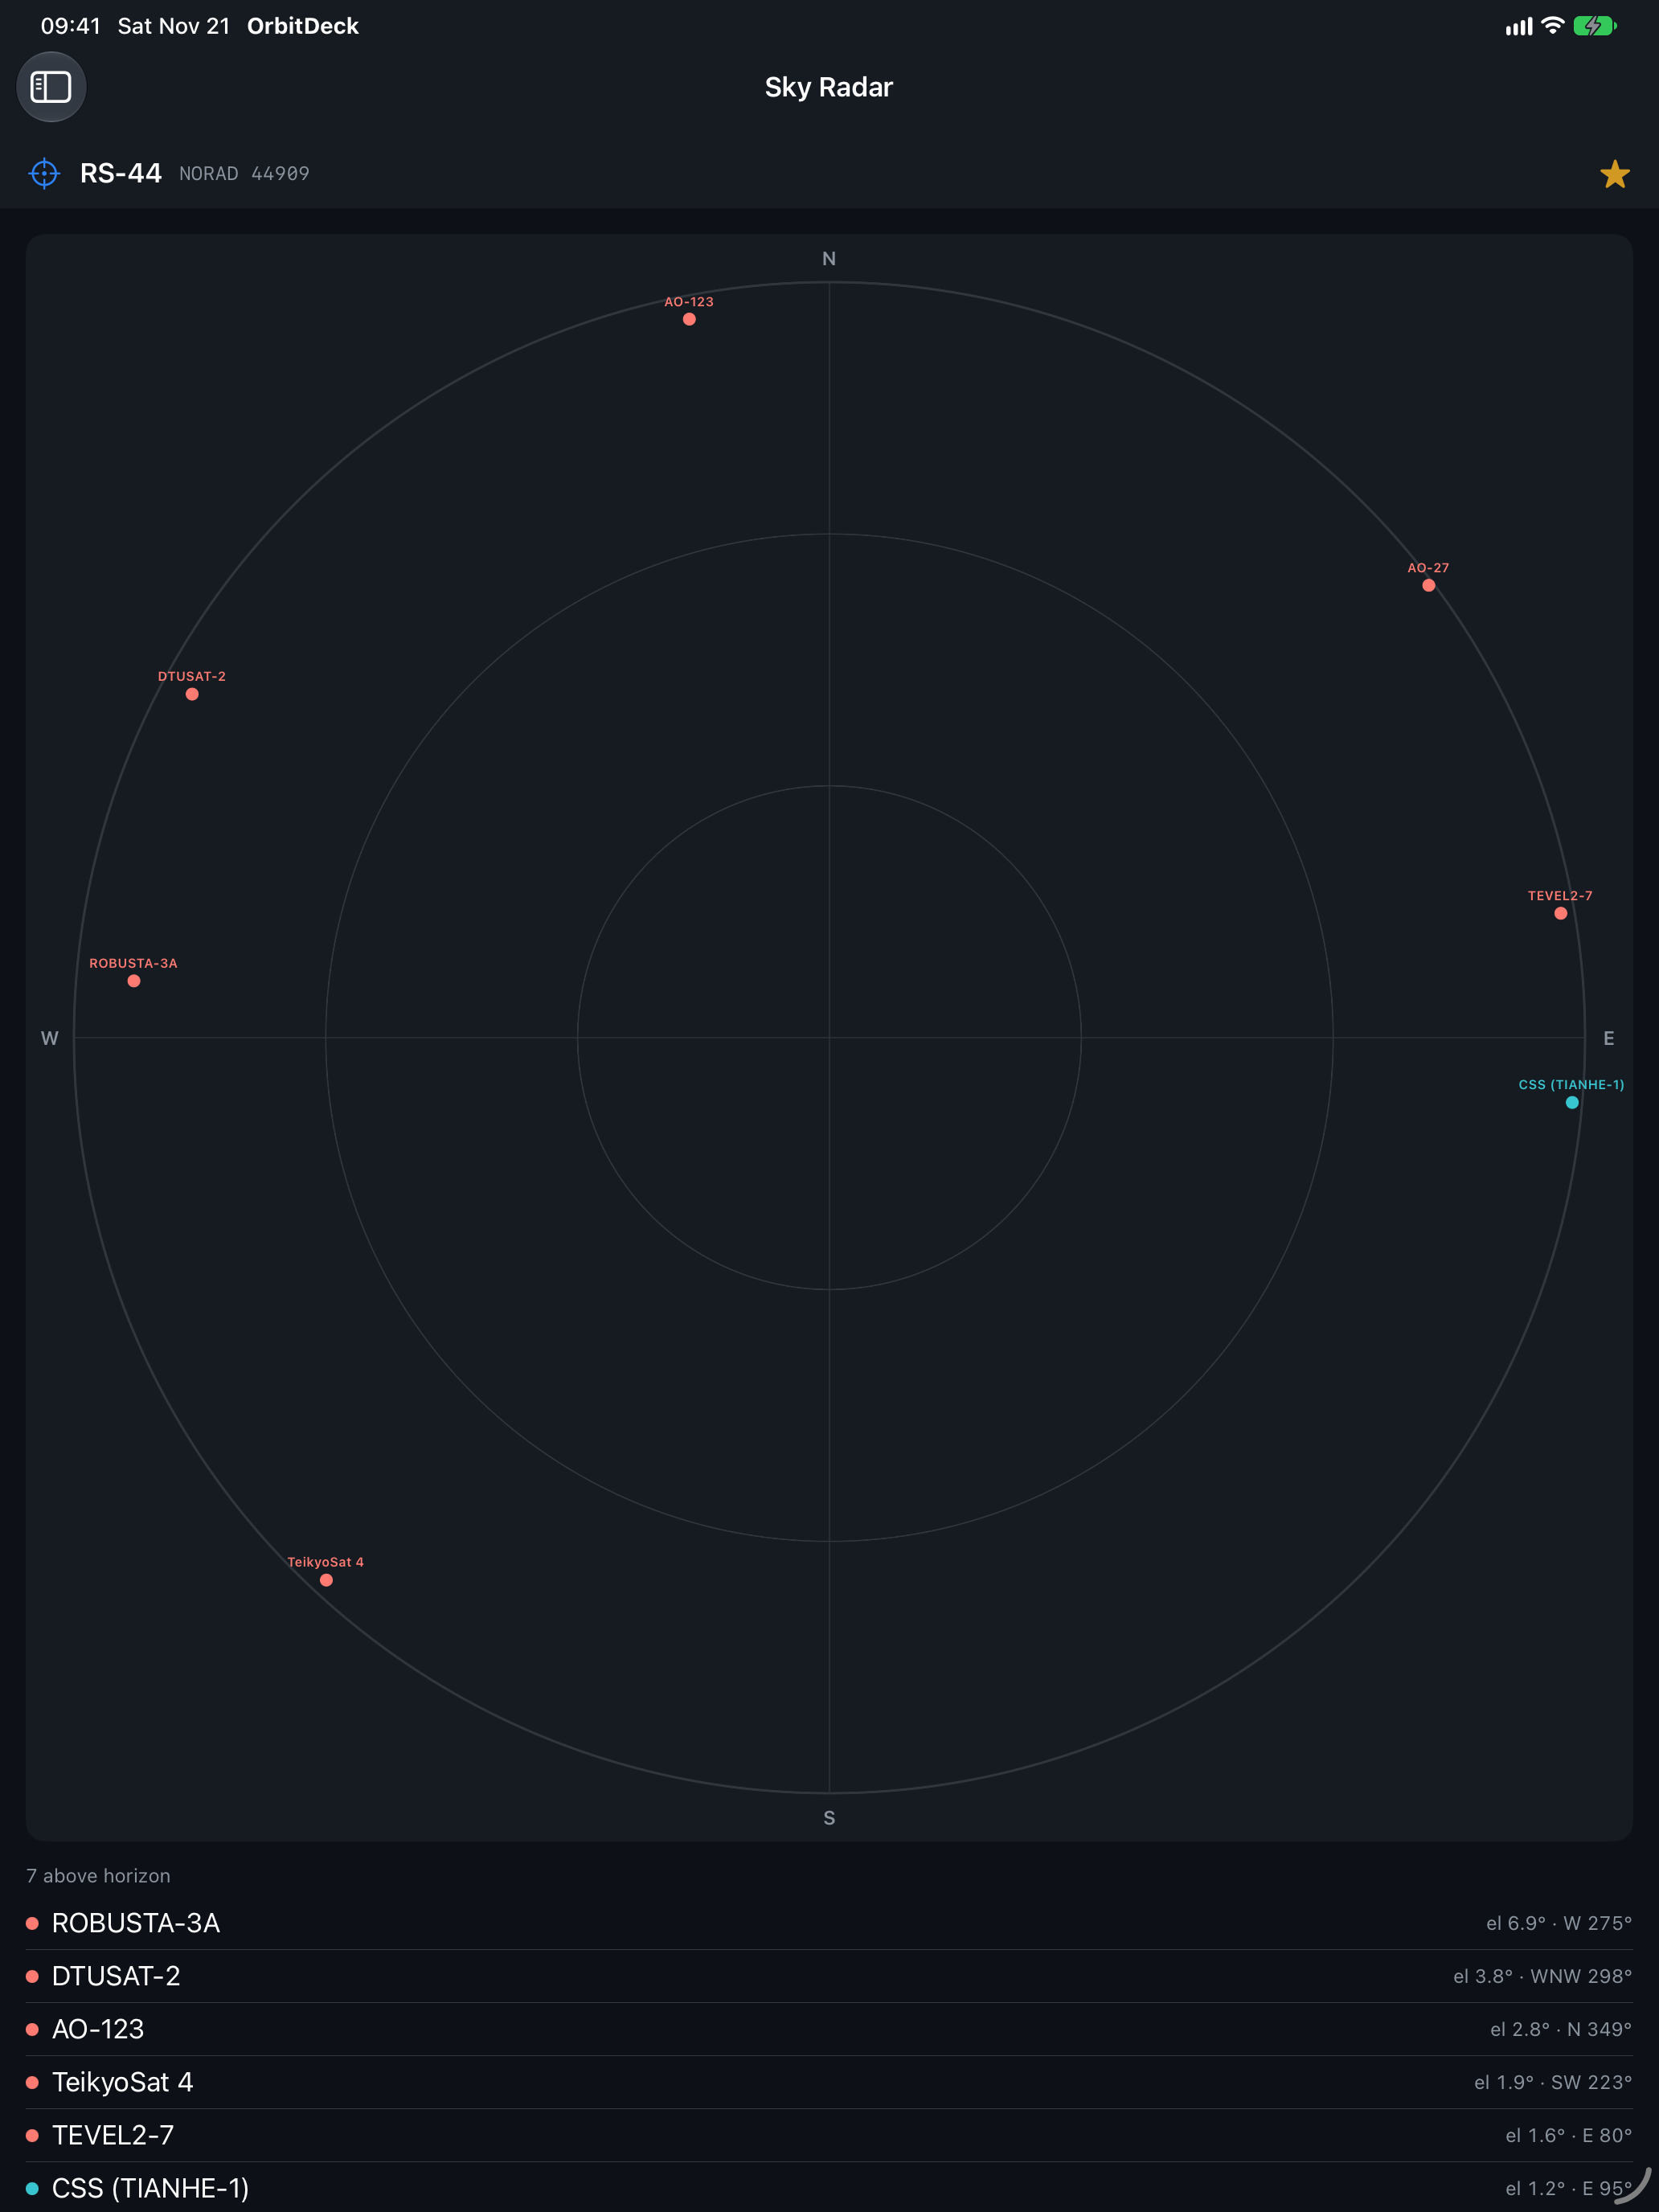 09:41 Sat Nov 21 OrbitDeck
Sky Radar
RS-44 NORAD 44909
N
AO-123
AO-27
DTUSAT-2
TEVEL2-7
ROBUSTA-3A
W
E
CSS (TIANHE-1)
TeikyoSat 4
S
7 above horizon
ROBUSTA-3A el 6.9° · W 275°
DTUSAT-2 el 3.8° · WNW 298°
AO-123 el 2.8° · N 349°
TeikyoSat 4 el 1.9° · SW 223°
TEVEL2-7 el 1.6° · E 80°
CSS (TIANHE-1) el 1.2° · E 95°